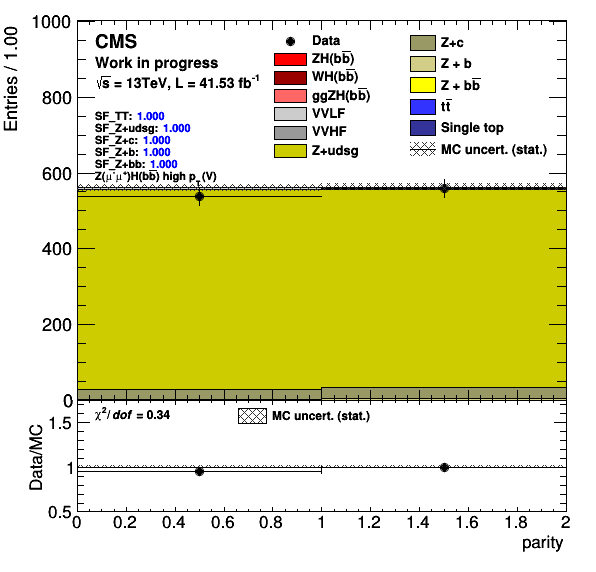 1000
800
600
400
200
0
Entries / 1.00
CMS
Work in progress
√s = 13TeV, L = 41.53 fb⁻¹
SF_TT: 1.000
SF_Z+udsg: 1.000
SF_Z+c: 1.000
SF_Z+b: 1.000
SF_Z+bb: 1.000
Z(μ⁻μ⁺)H(bb̅) high p_T(V)
Data
ZH(bb̅)
WH(bb̅)
ggZH(bb̅)
VVLF
VVHF
Z+udsg
Z+c
Z + b
Z + bb̅
tt̅
Single top
MC uncert. (stat.)
χ²/dof = 0.34
MC uncert. (stat.)
Data/MC
1.5
1
0.5
0 0.2 0.4 0.6 0.8 1 1.2 1.4 1.6 1.8 2
parity